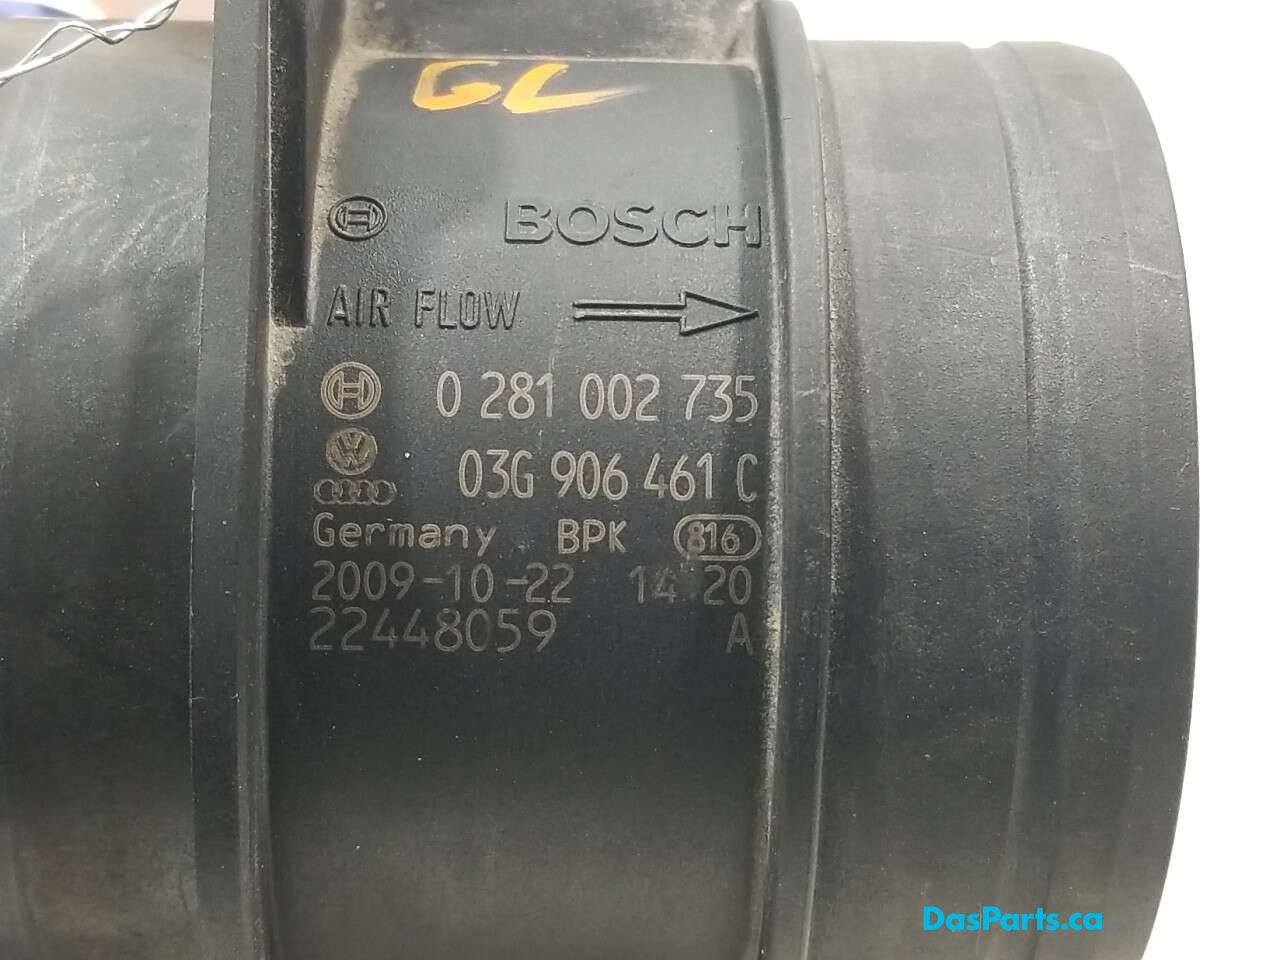 GL
BOSCH
AIR FLOW
0 281 002 735
03G 906 461 C
Germany BPK 816
2009-10-22 14:20
22448059 A
DasParts.ca